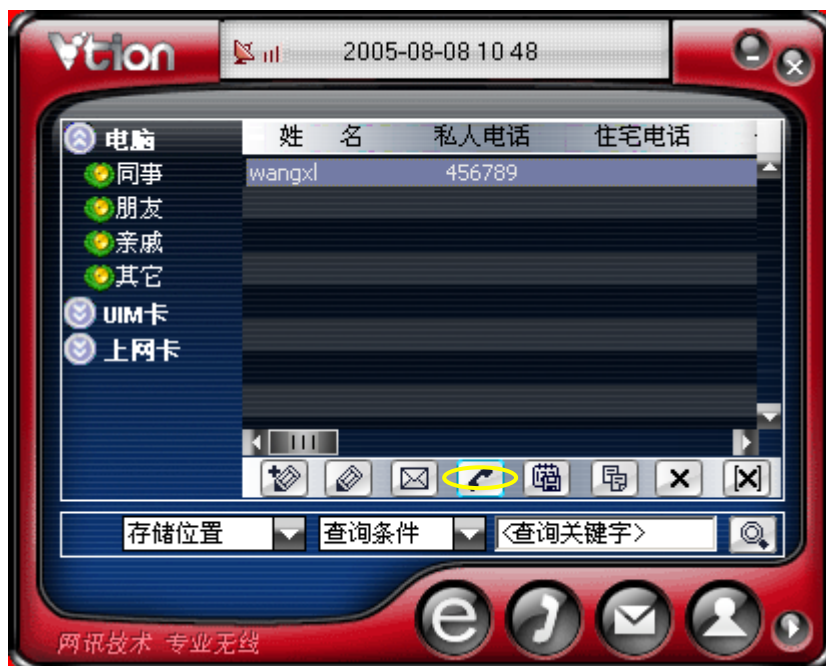 Vtion
2005-08-08 10 48
电脑
姓 名 私人电话 住宅电话
同事
wangxl 456789
朋友
亲戚
其它
UIM卡
上网卡
存储位置 查询条件 <查询关键字>
网讯技术 专业无线